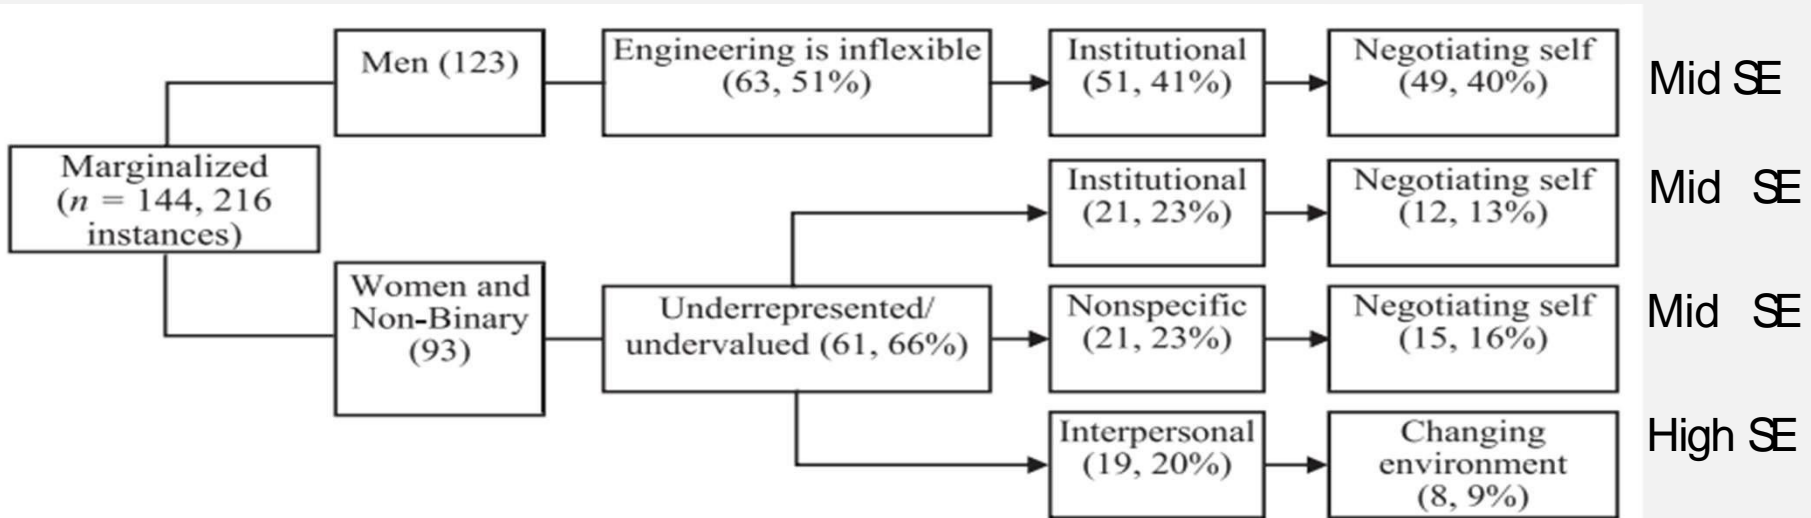 Men (123)
Engineering is inflexible
(63, 51%)
Institutional
(51, 41%)
Negotiating self
(49, 40%)
Mid SE
Marginalized
(n = 144, 216
instances)
Institutional
(21, 23%)
Negotiating self
(12, 13%)
Mid SE
Women and
Non-Binary
(93)
Underrepresented/
undervalued (61, 66%)
Nonspecific
(21, 23%)
Negotiating self
(15, 16%)
Mid SE
Interpersonal
(19, 20%)
Changing
environment
(8, 9%)
High SE